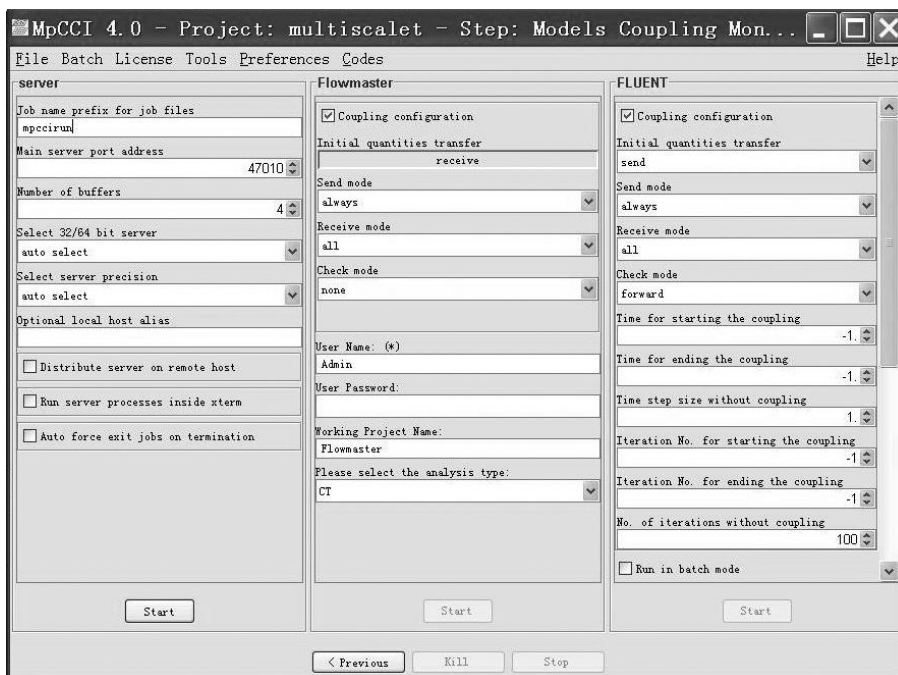 MpCCI 4.0 - Project: multiscalet - Step: Models Coupling Mon...
File Batch License Tools Preferences Codes Help
server
Job name prefix for job files
mpccirun
Main server port address
47010
Number of buffers
4
Select 32/64 bit server
auto select
Select server precision
auto select
Optional local host alias
Distribute server on remote host
Run server processes inside xterm
Auto force exit jobs on termination
Start
Flowmaster
Coupling configuration
Initial quantities transfer
receive
Send mode
always
Receive mode
all
Check mode
none
User Name: (*)
Admin
User Password:
Working Project Name:
Flowmaster
Please select the analysis type:
CT
Start
FLUENT
Coupling configuration
Initial quantities transfer
send
Send mode
always
Receive mode
all
Check mode
forward
Time for starting the coupling
-1.
Time for ending the coupling
-1.
Time step size without coupling
1.
Iteration No. for starting the coupling
-1
Iteration No. for ending the coupling
-1
No. of iterations without coupling
100
Run in batch mode
Start
< Previous Kill Stop